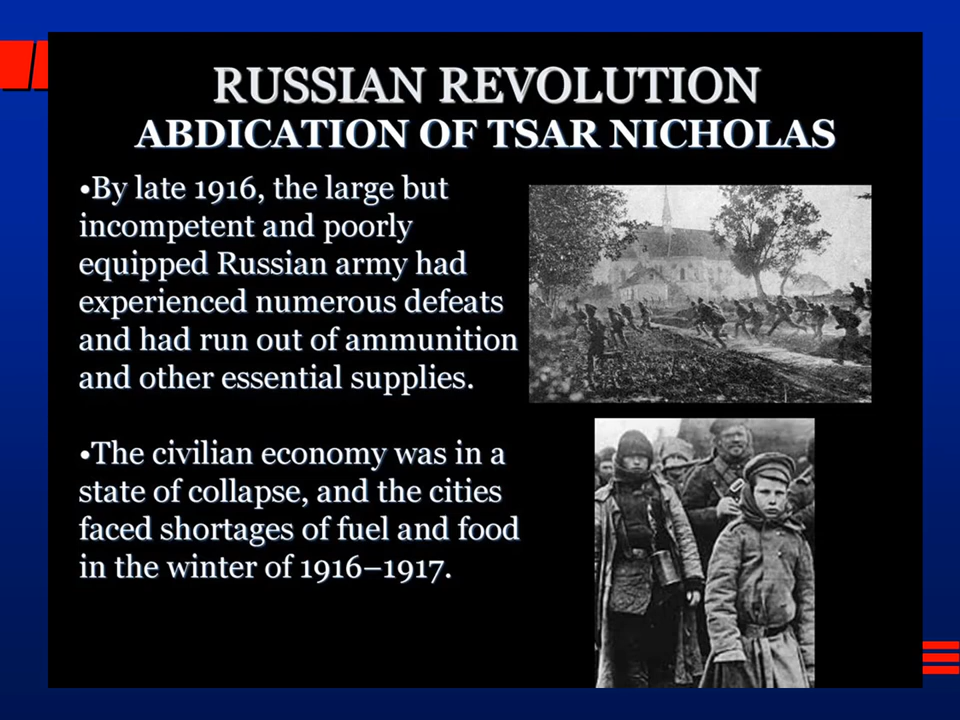 RUSSIAN REVOLUTION
ABDICATION OF TSAR NICHOLAS
•By late 1916, the large but
incompetent and poorly
equipped Russian army had
experienced numerous defeats
and had run out of ammunition
and other essential supplies.
•The civilian economy was in a
state of collapse, and the cities
faced shortages of fuel and food
in the winter of 1916–1917.